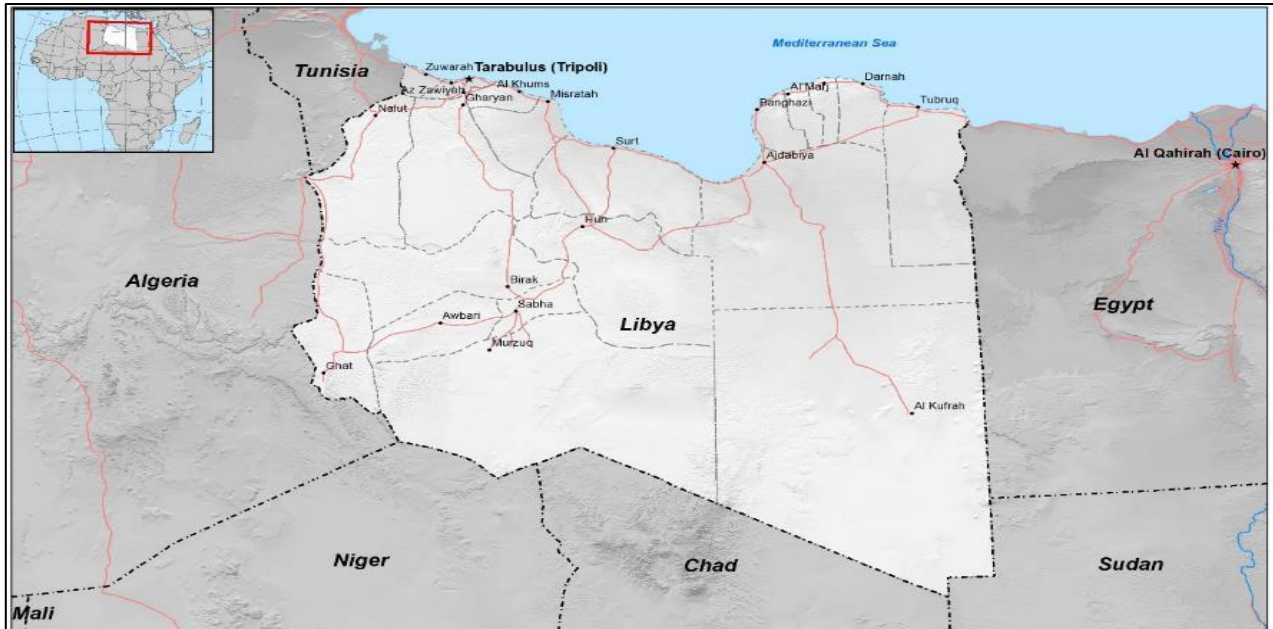 Mediterranean Sea
Tunisia
Zuwarah
Tarabulus (Tripoli)
Az Zawiyah
Al Khums
Gharyan
Misratah
Nalut
Surt
Banghazi
Al Marj
Darnah
Tubruq
Ajdabiya
Al Qahirah (Cairo)
Nile
Hun
Algeria
Birak
Sabha
Awbari
Libya
Egypt
Murzuq
Ghat
Al Kufrah
Niger
Chad
Sudan
Mali